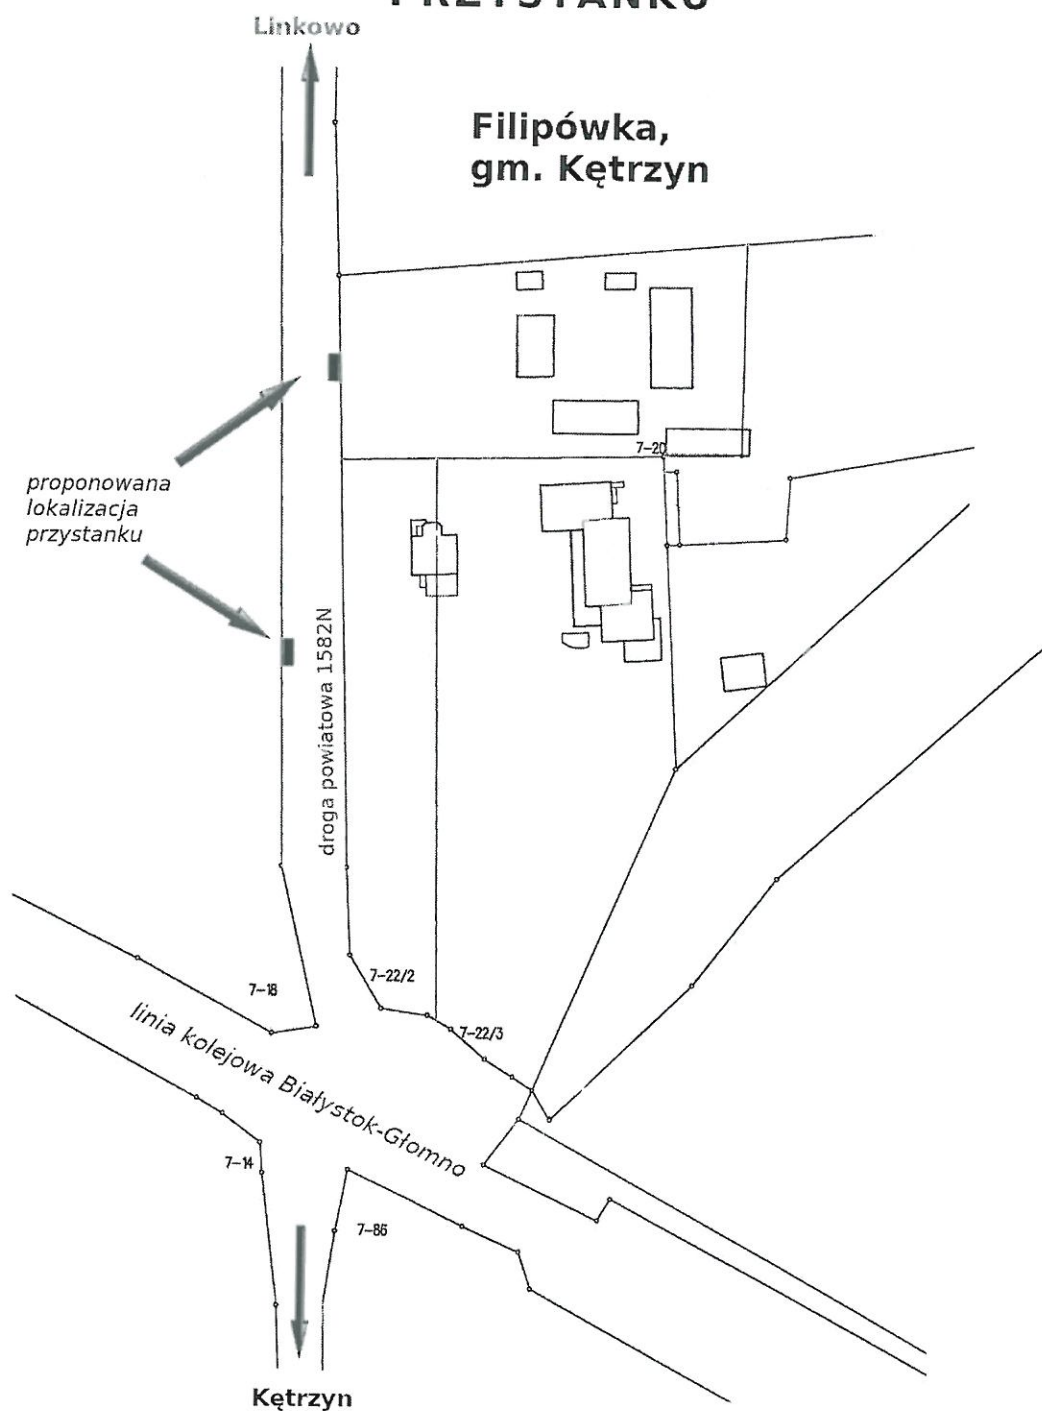 PRZYSTANKU
Linkowo
Filipówka,
gm. Kętrzyn
7-20
proponowana
lokalizacja
przystanku
droga powiatowa 1582N
7-18
7-22/2
7-22/3
linia kolejowa Białystok-Głomno
7-14
7-86
Kętrzyn